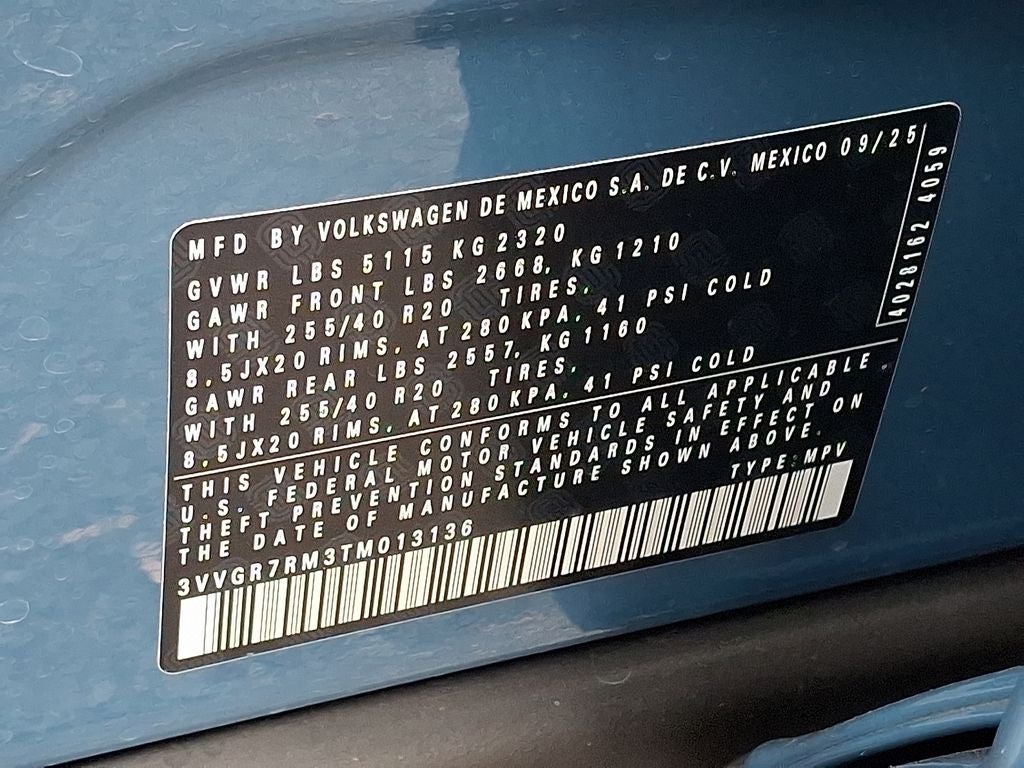 MFD BY VOLKSWAGEN DE MEXICO S.A. DE C.V. MEXICO 09/25
GVWR LBS 5115 KG 2320
GAWR FRONT LBS 2668, KG 1210
WITH 255/40 R20 TIRES,
8.5JX20 RIMS, AT 280 KPA, 41 PSI COLD
GAWR REAR LBS 2557, KG 1160
WITH 255/40 R20 TIRES,
8.5JX20 RIMS, AT 280 KPA, 41 PSI COLD
4028162 4059
THIS VEHICLE CONFORMS TO ALL APPLICABLE
U.S. FEDERAL MOTOR VEHICLE SAFETY AND
THEFT PREVENTION STANDARDS IN EFFECT ON
THE DATE OF MANUFACTURE SHOWN ABOVE.
TYPE: MPV
3VVGR7RM3TM013136